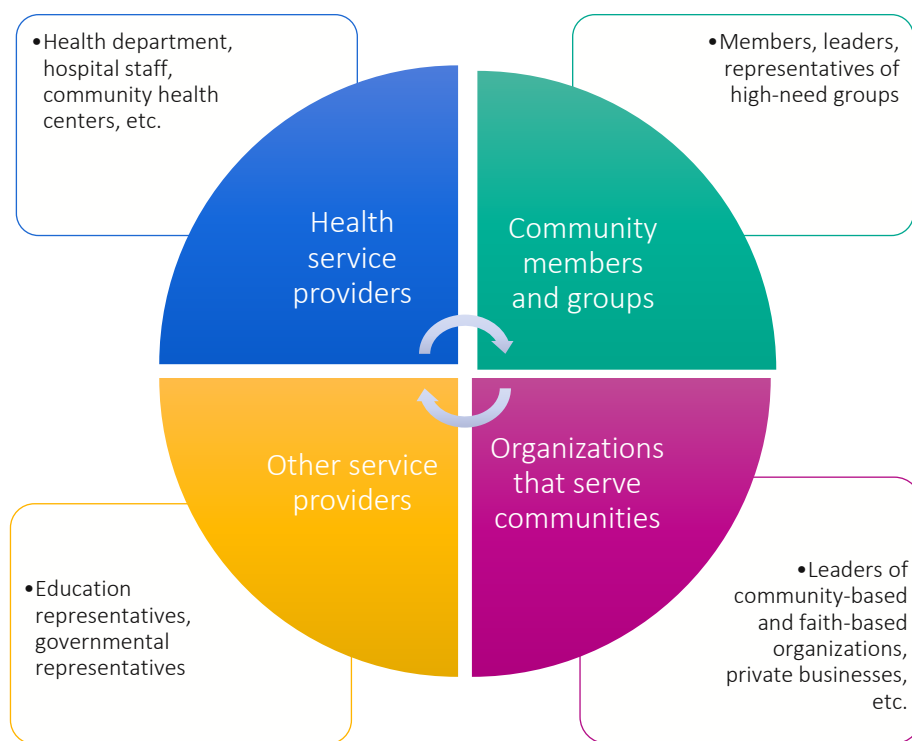 •Health department,
hospital staff,
community health
centers, etc.
•Members, leaders,
representatives of
high-need groups
Health
service
providers
Community
members
and groups
Other service
providers
Organizations
that serve
communities
•Education
representatives,
governmental
representatives
•Leaders of
community-based
and faith-based
organizations,
private businesses,
etc.